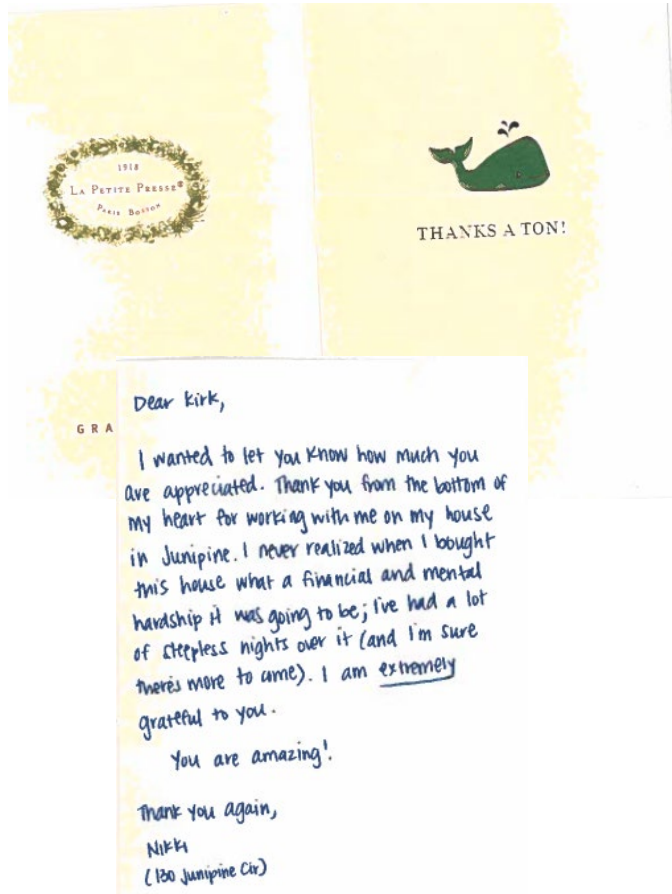 1918
LA PETITE PRESSE®
PARIS BOSTON
THANKS A TON!
GRA
Dear Kirk,
I wanted to let you know how much you
are appreciated. Thank you from the bottom of
my heart for working with me on my house
in Junipine. I never realized when I bought
this house what a financial and mental
hardship it was going to be; I've had a lot
of sleepless nights over it (and I'm sure
there's more to come). I am extremely
grateful to you.
You are amazing!
Thank you again,
Nikki
(130 Junipine Cir)